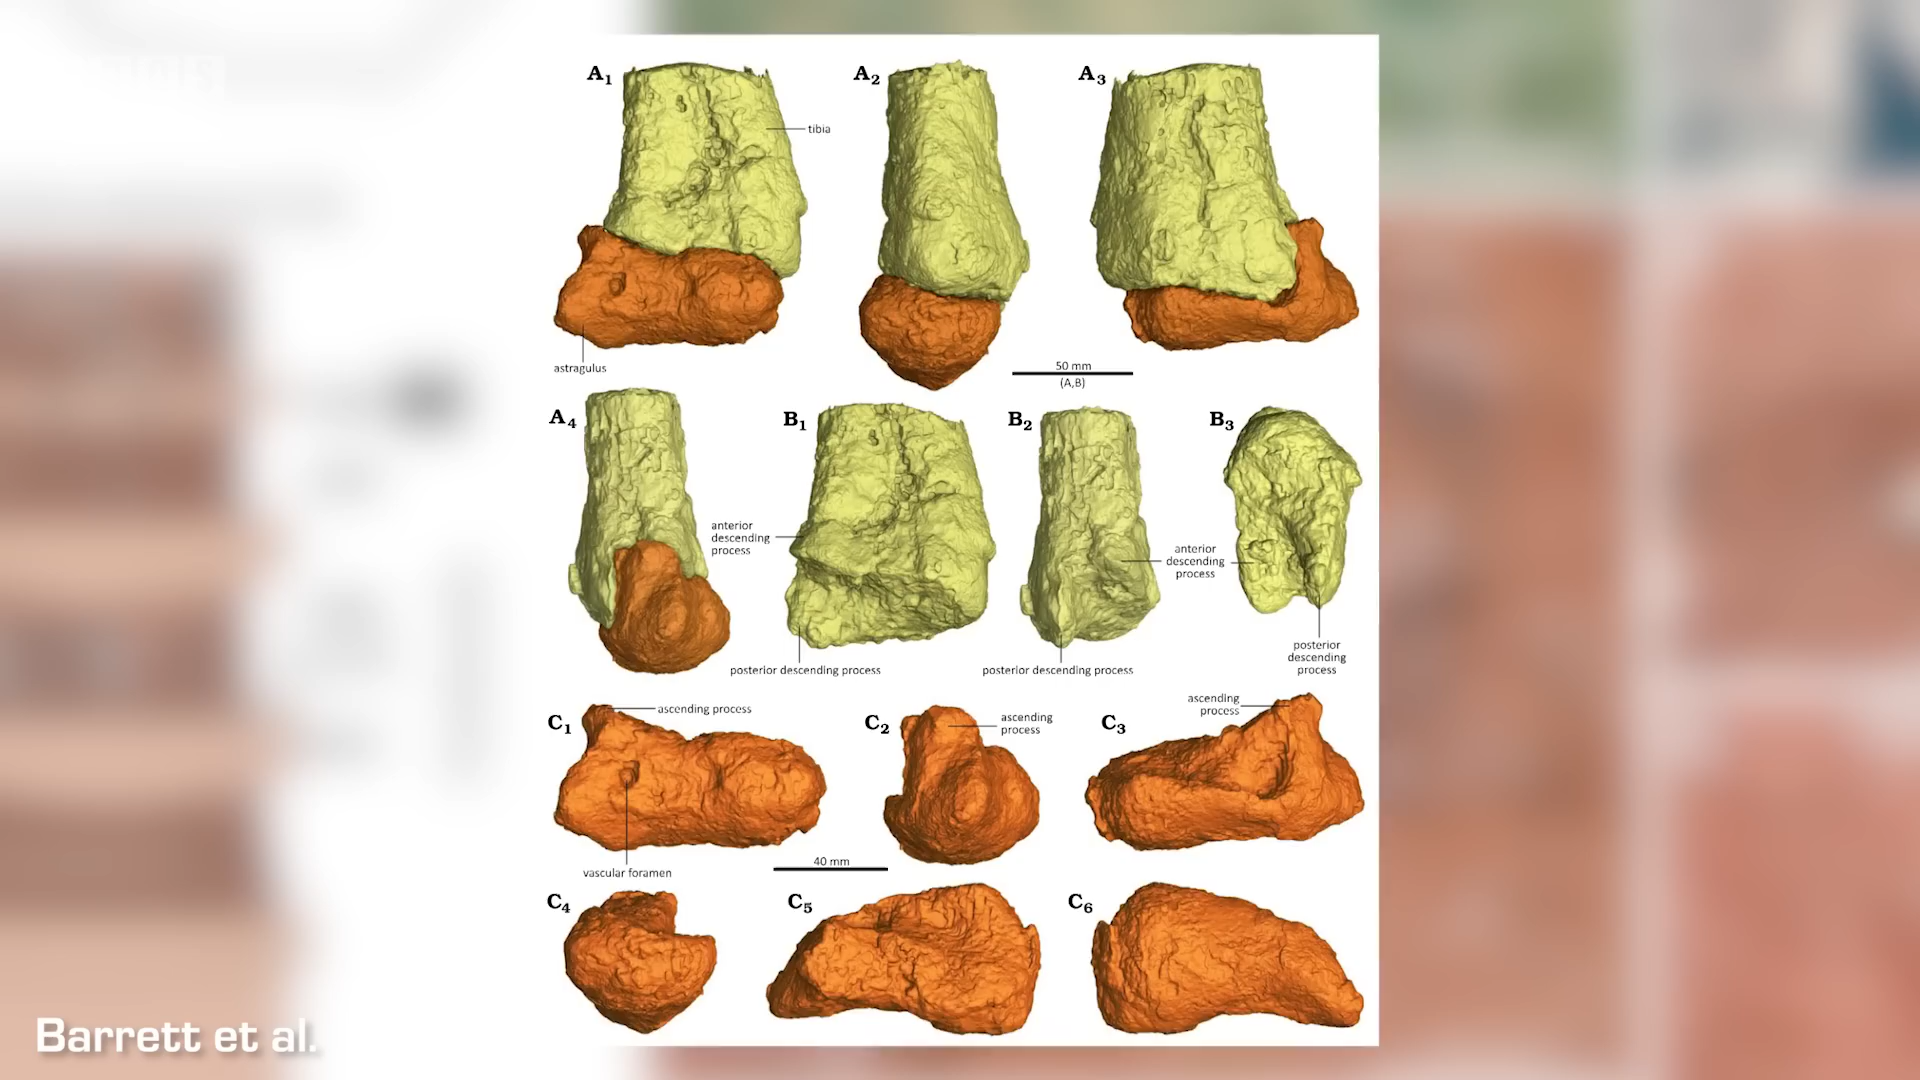 A1
A2
A3
tibia
astragulus
50 mm
(A,B)
A4
B1
B2
B3
anterior
descending
process
anterior
descending
process
posterior descending process
posterior descending process
posterior
descending
process
C1
ascending process
C2
ascending
process
C3
ascending
process
vascular foramen
40 mm
C4
C5
C6
Barrett et al.